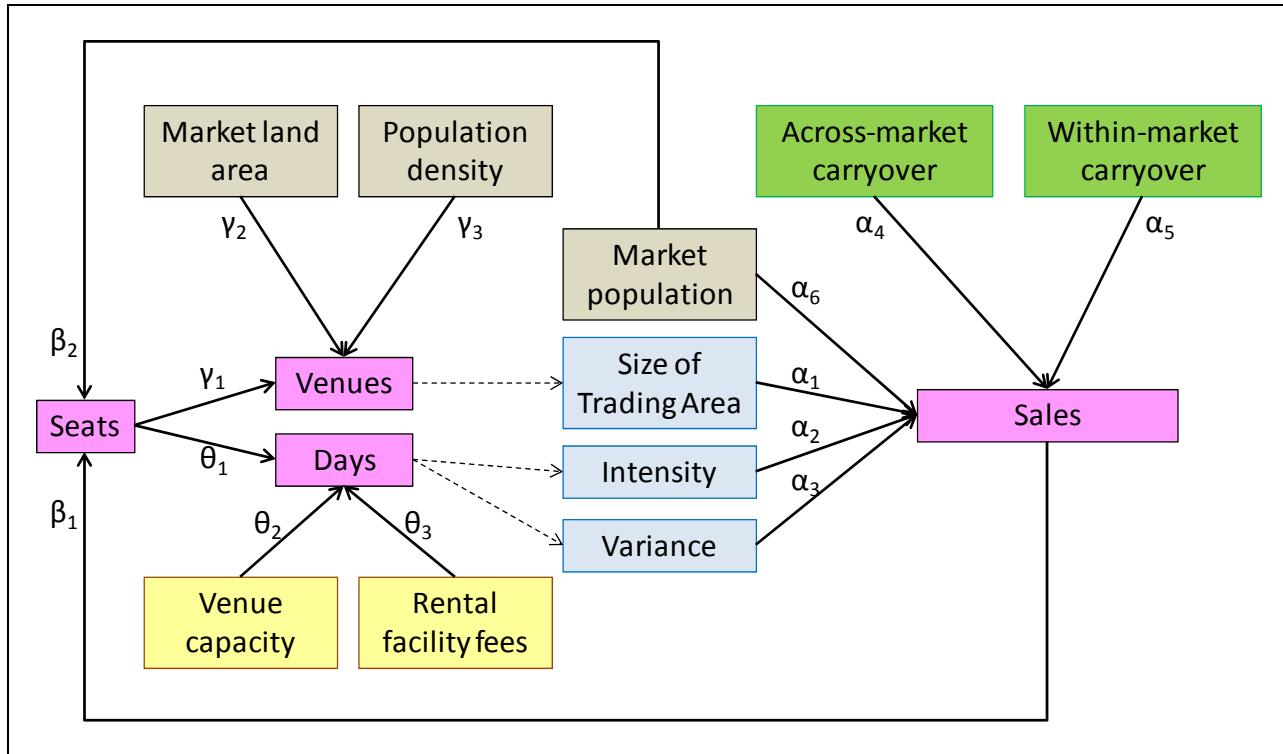 Market land
area
Population
density
Across-market
carryover
Within-market
carryover
γ2
γ3
α4
α5
Market
population
α6
β2
γ1
Venues
Size of
Trading Area
α1
Seats
Sales
θ1
Days
α2
Intensity
α3
β1
θ2
θ3
Variance
Venue
capacity
Rental
facility fees